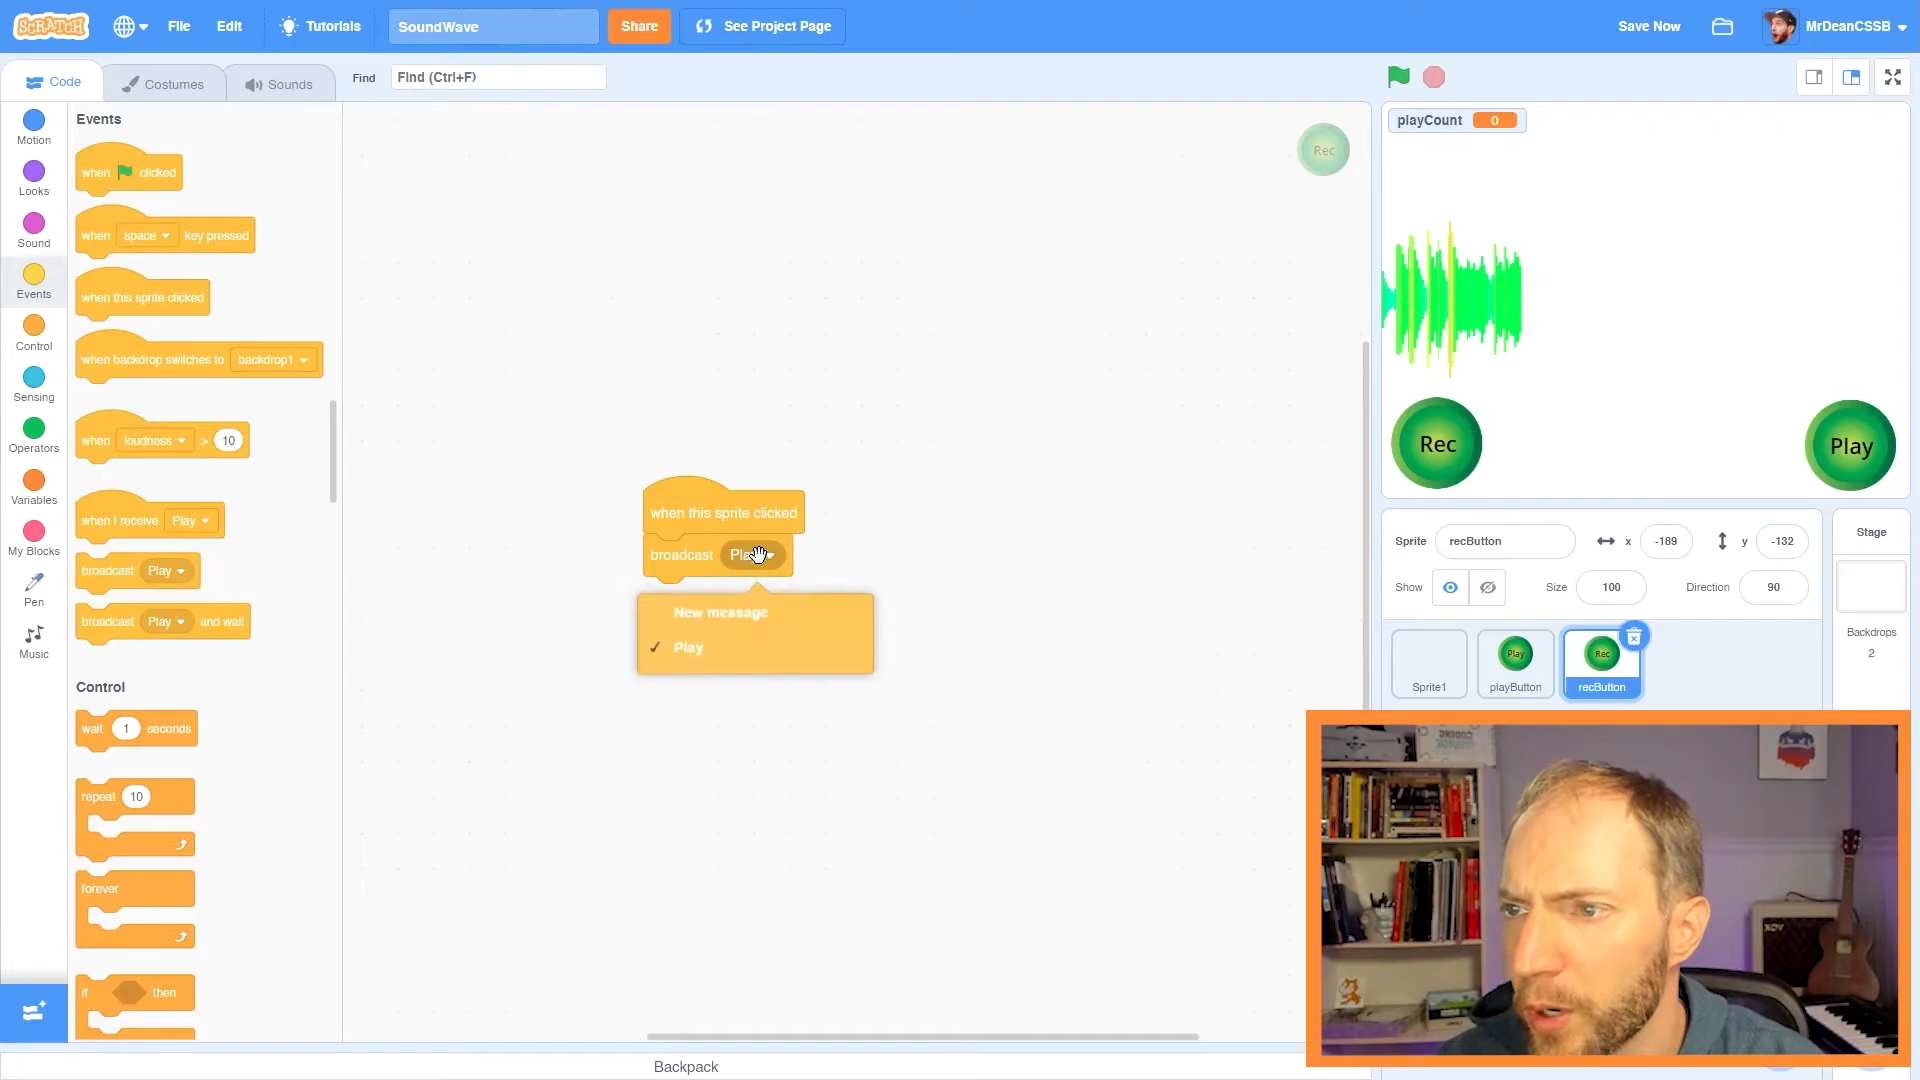 SCRATCH File Edit Tutorials SoundWave Share See Project Page Save Now MrDeanCSSB
Code Costumes Sounds Find Find (Ctrl+F)
Motion
Looks
Sound
Events
Control
Sensing
Operators
Variables
My Blocks
Pen
Music
Events
when clicked
when space key pressed
when this sprite clicked
when backdrop switches to backdrop1
when loudness > 10
when I receive Play
broadcast Play
broadcast Play and wait
Control
wait 1 seconds
repeat 10
forever
if then
Rec
when this sprite clicked
broadcast
New message
✓ Play
playCount 0
Rec Play
Sprite recButton x -189 y -132
Show Size 100 Direction 90
Sprite1
Play
playButton
Rec
recButton
Stage
Backdrops
2
Backpack